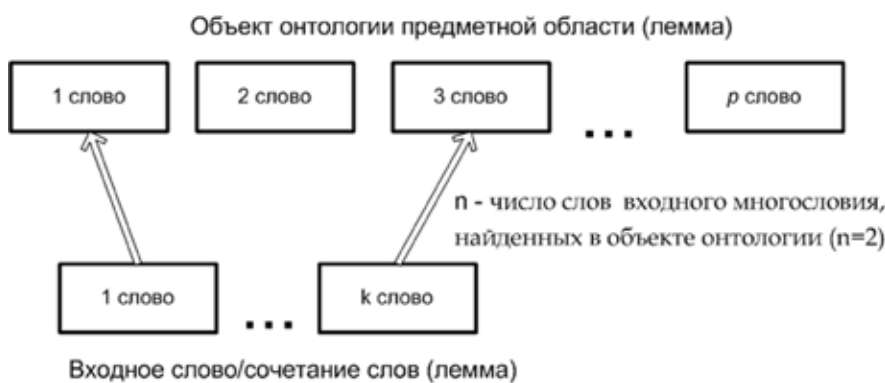 Объект онтологии предметной области (лемма)
1 слово
2 слово
3 слово
...
p слово
n - число слов входного многословия,
найденных в объекте онтологии (n=2)
1 слово
...
k слово
Входное слово/сочетание слов (лемма)